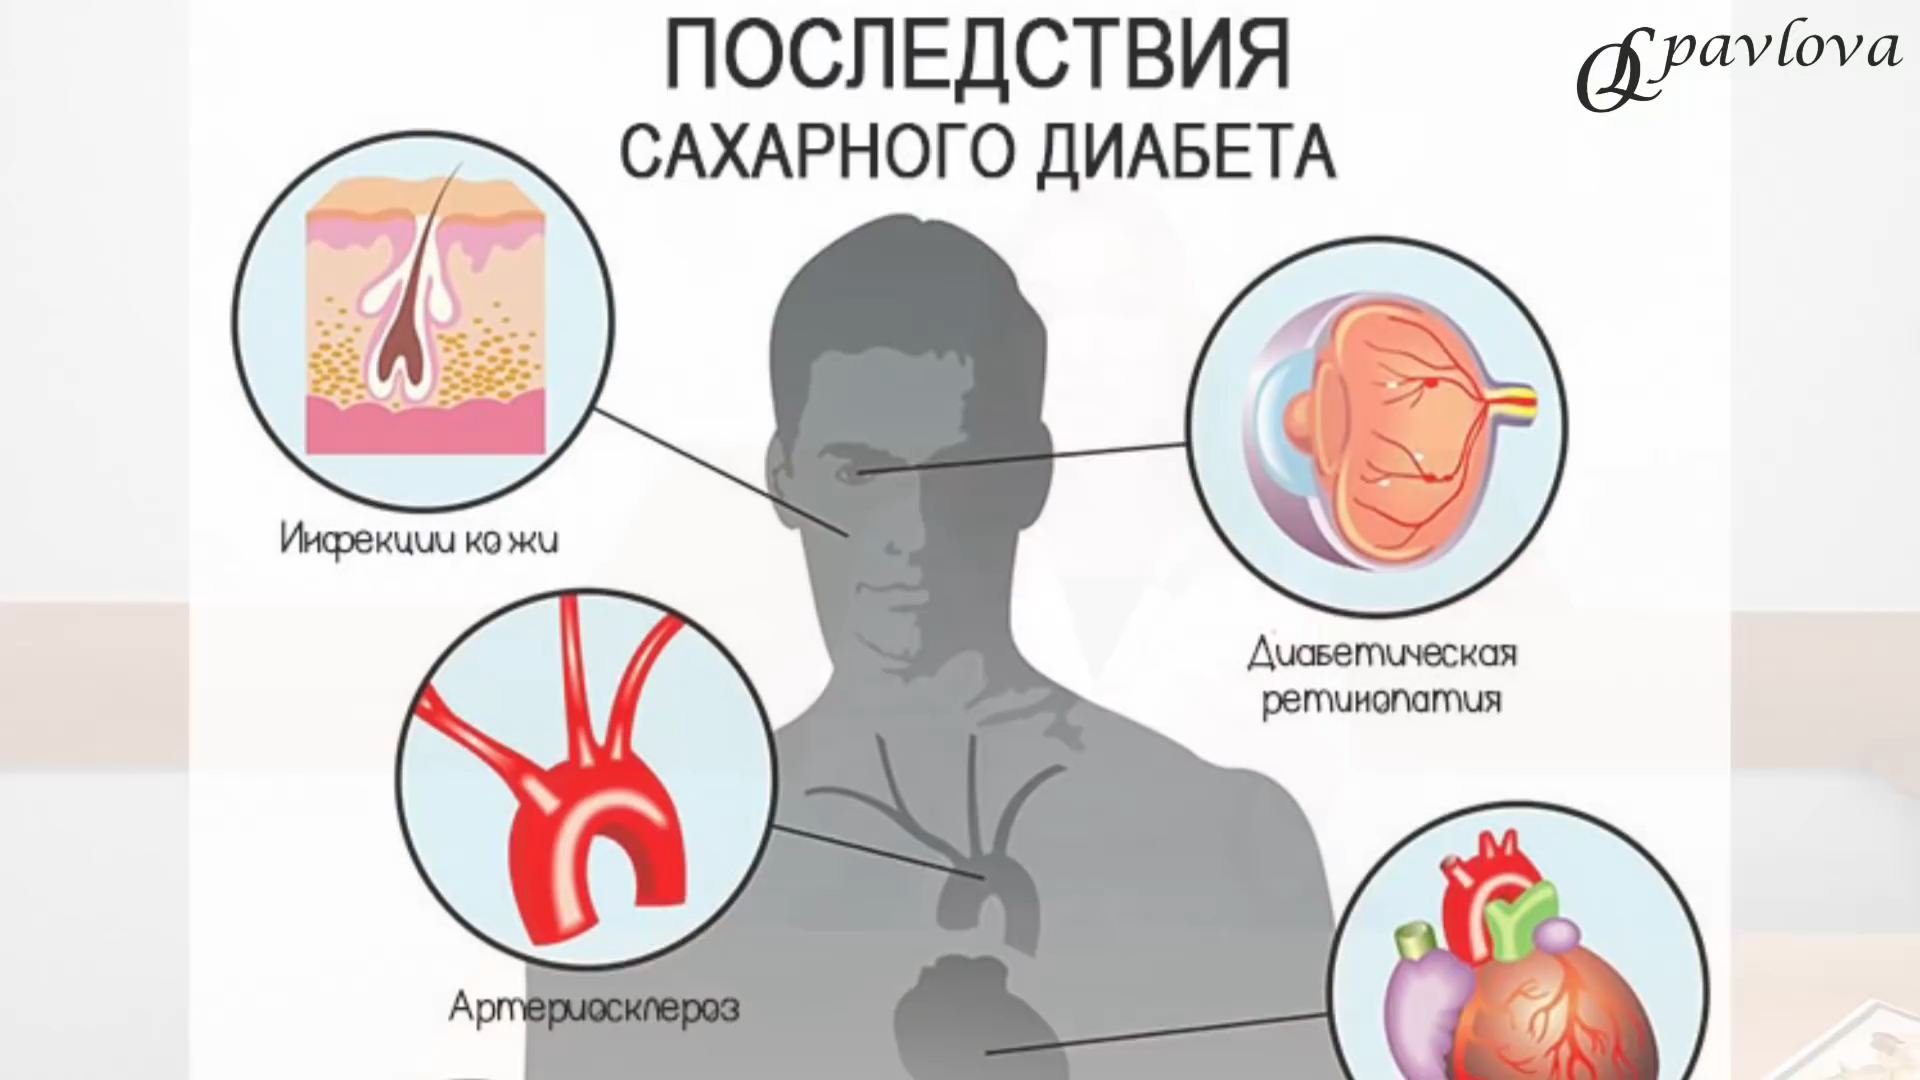 ПОСЛЕДСТВИЯ
САХАРНОГО ДИАБЕТА
pavlova
Инфекции кожи
Диабетическая
ретинопатия
Артериосклероз